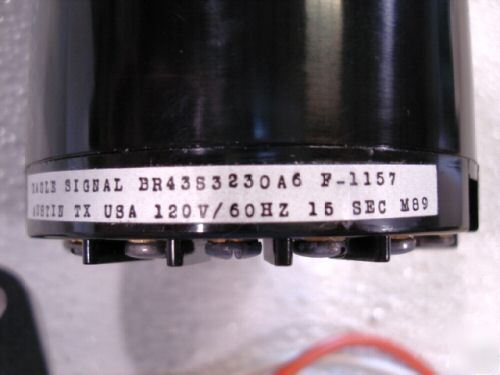 EAGLE SIGNAL BR43S3230A6 F-1157
AUSTIN TX USA 120V/60HZ 15 SEC M89